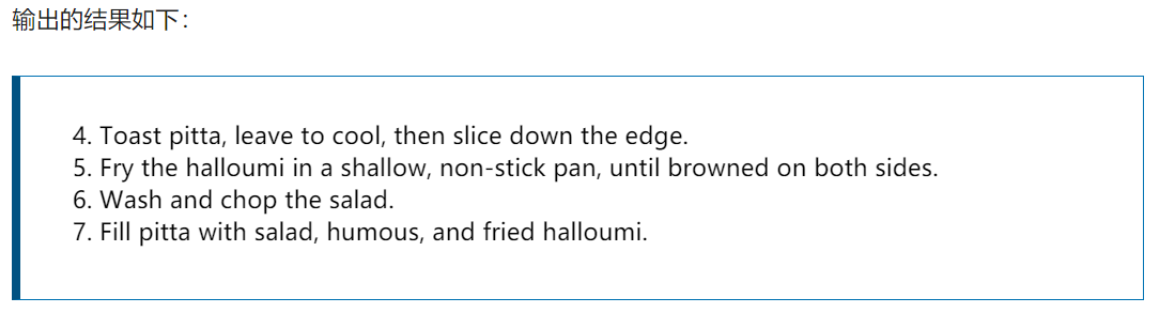 输出的结果如下：
4. Toast pitta, leave to cool, then slice down the edge.
5. Fry the halloumi in a shallow, non-stick pan, until browned on both sides.
6. Wash and chop the salad.
7. Fill pitta with salad, humous, and fried halloumi.